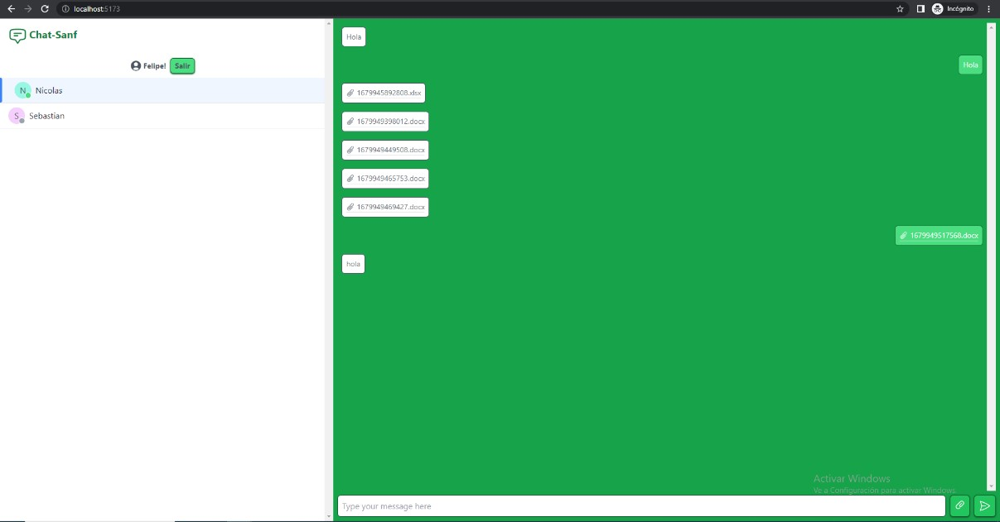 localhost:5173
Incógnito
Chat-Sanf
Felipe!
Salir
N Nicolas
S Sebastian
Hola
Hola
1679945892808.xlsx
1679949398012.docx
1679949449508.docx
1679949465753.docx
1679949469427.docx
1679949517568.docx
hola
Activar Windows
Ve a Configuración para activar Windows.
Type your message here